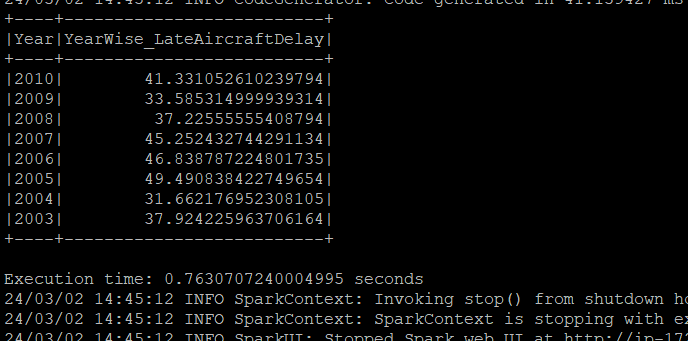 24/03/02 14:45:12 INFO CodeGenerator: Code generated in 41.159427 ms
+----+--------------------------+
|Year|YearWise_LateAircraftDelay|
+----+--------------------------+
|2010|        41.331052610239794|
|2009|         33.585314999939314|
|2008|          37.22555555408794|
|2007|        45.252432744291134|
|2006|        46.838787224801735|
|2005|        49.490838422749654|
|2004|        31.662176952308105|
|2003|        37.924225963706164|
+----+--------------------------+
Execution time: 0.7630707240004995 seconds
24/03/02 14:45:12 INFO SparkContext: Invoking stop() from shutdown ho
24/03/02 14:45:12 INFO SparkContext: SparkContext is stopping with ex
24/03/02 14:45:12 INFO SparkUI: Stopped Spark web UI at http://ip-172